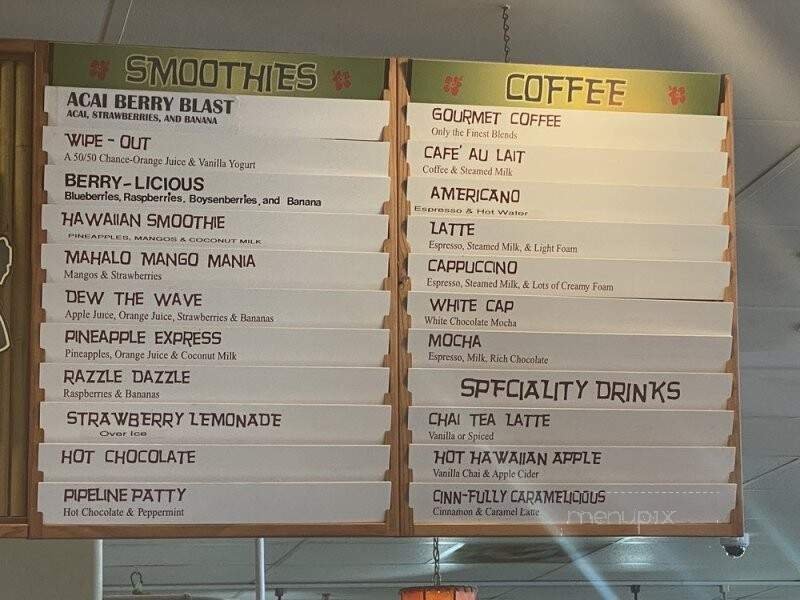 SMOOTHIES
ACAI BERRY BLAST
ACAI, STRAWBERRIES, AND BANANA
WIPE - OUT
A 50/50 Chance-Orange Juice & Vanilla Yogurt
BERRY-LICIOUS
Blueberries, Raspberries, Boysenberries, and Banana
HAWAIIAN SMOOTHIE
PINEAPPLES, MANGOS & COCONUT MILK
MAHALO MANGO MANIA
Mangos & Strawberries
DEW THE WAVE
Apple Juice, Orange Juice, Strawberries & Bananas
PINEAPPLE EXPRESS
Pineapples, Orange Juice & Coconut Milk
RAZZLE DAZZLE
Raspberries & Bananas
STRAWBERRY LEMONADE
Over Ice
HOT CHOCOLATE
PIPELINE PATTY
Hot Chocolate & Peppermint
COFFEE
GOURMET COFFEE
Only the Finest Blends
CAFE' AU LAIT
Coffee & Steamed Milk
AMERICANO
Espresso & Hot Water
LATTE
Espresso, Steamed Milk, & Light Foam
CAPPUCCINO
Espresso, Steamed Milk, & Lots of Creamy Foam
WHITE CAP
White Chocolate Mocha
MOCHA
Espresso, Milk, Rich Chocolate
SPECIALITY DRINKS
CHAI TEA LATTE
Vanilla or Spiced
HOT HAWAIIAN APPLE
Vanilla Chai & Apple Cider
CINN-FULLY CARAMELICIOUS
Cinnamon & Caramel Latte
menupix